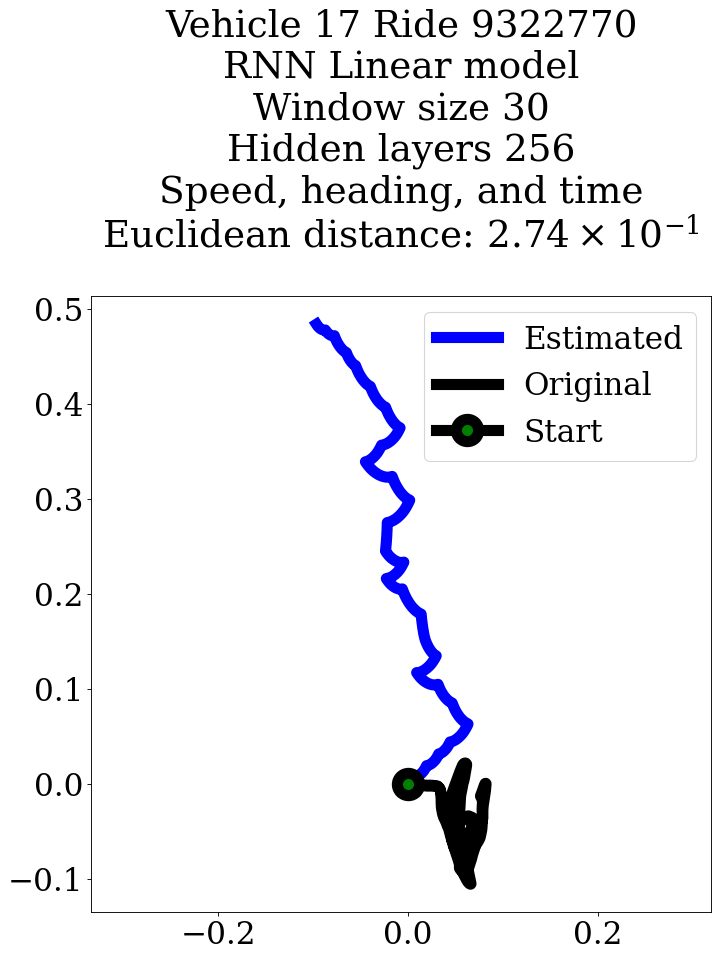 Vehicle 17 Ride 9322770
RNN Linear model
Window size 30
Hidden layers 256
Speed, heading, and time
Euclidean distance: 2.74 × 10⁻¹
0.5
0.4
0.3
0.2
0.1
0.0
−0.1
Estimated
Original
Start
−0.2
0.0
0.2